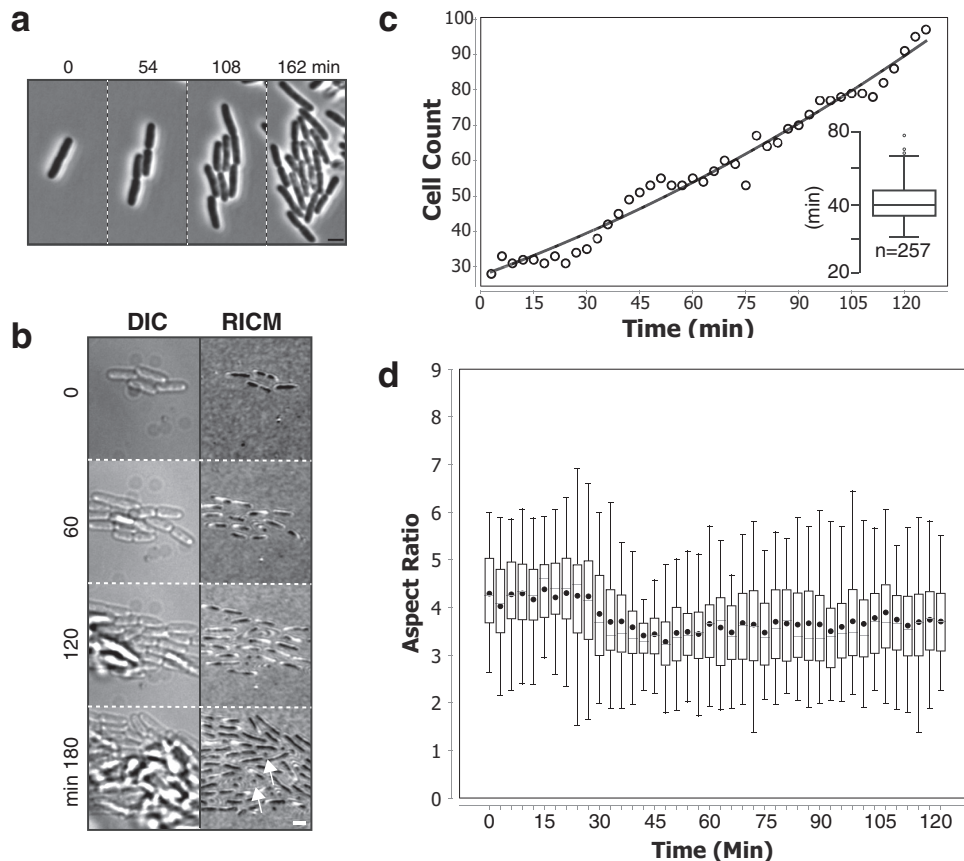 a
0 54 108 162 min
b
DIC RICM
0
60
120
min 180
c
Cell Count
100
90
80
70
60
50
40
30
0 15 30 45 60 75 90 105 120
Time (min)
(min)
80
40
20
n=257
d
Aspect Ratio
9
8
7
6
5
4
3
2
1
0
0 15 30 45 60 75 90 105 120
Time (Min)